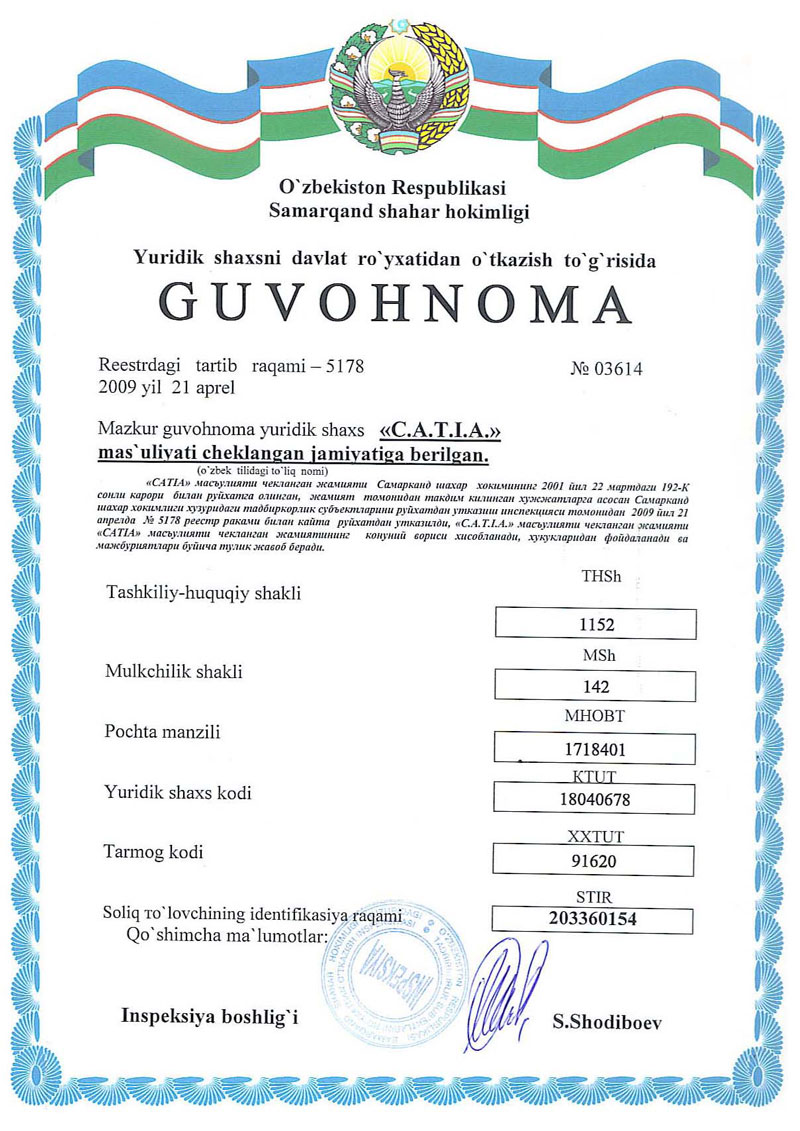 O`zbekiston Respublikasi
Samarqand shahar hokimligi
Yuridik shaxsni davlat ro`yxatidan o`tkazish to`g`risida
GUVOHNOMA
Reestrdagi tartib raqami – 5178
№ 03614
2009 yil 21 aprel
Mazkur guvohnoma yuridik shaxs «C.A.T.I.A.»
mas`uliyati cheklangan jamiyatiga berilgan.
(o`zbek tilidagi to`liq nomi)
«CATIA» масъулияти чекланган жамияти Самарканд шахар хокимининг 2001 йил 22 мартдаги 192-К
сонли карори билан руйхатга олинган, жамият томонидан такдим килинган хужжатларга асосан Самарканд
шахар хокимлиги хузуридаги тадбиркорлик субъектларини руйхатдан утказиш инспекцияси томонидан 2009 йил 21
апрелда № 5178 реестр раками билан кайта руйхатдан утказилди, «C.A.T.I.A.» масъулияти чекланган жамияти
«CATIA» масъулияти чекланган жамиятининг конуний вориси хисобланади, хукукларидан фойдаланади ва
мажбуриятлари буйича тулик жавоб беради.
THSh
Tashkiliy-huquqiy shakli
1152
MSh
Mulkchilik shakli
142
MHOBT
Pochta manzili
1718401
KTUT
Yuridik shaxs kodi
18040678
XXTUT
Tarmog kodi
91620
STIR
Soliq то`lovchining identifikasiya raqami
203360154
Qo`shimcha ma`lumotlar:
INSPEKSIYA
Inspeksiya boshlig`i
S.Shodiboev